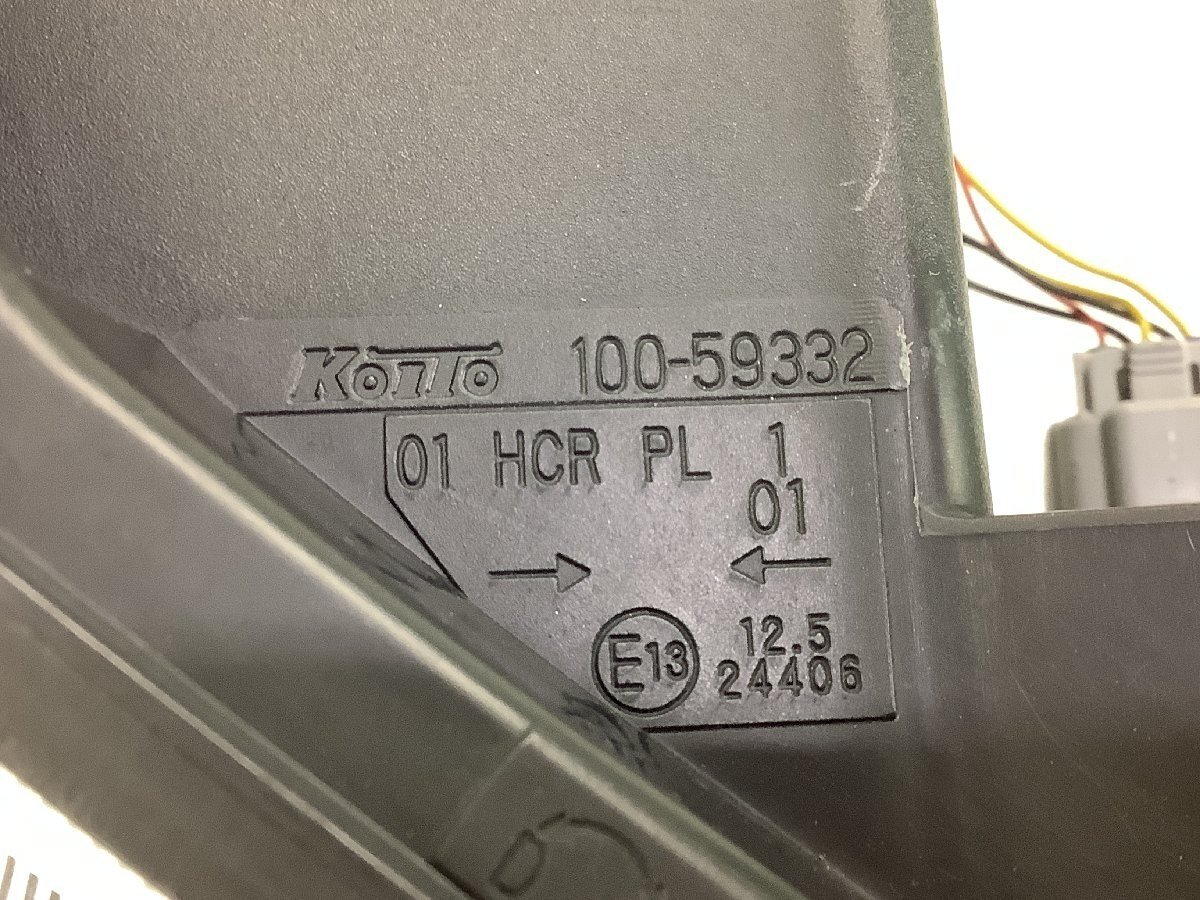 KOITO 100-59332
01 HCR PL 1
01
→ ←
E13 12.5
24406
D